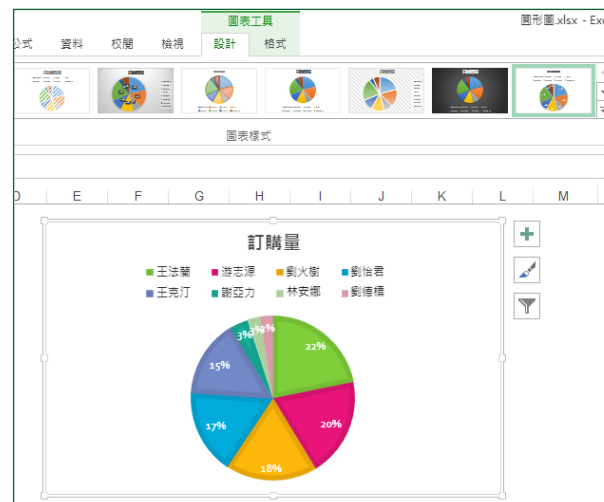 圖表工具 圓形圖.xlsx - Exc
公式 資料 校閱 檢視 設計 格式
圖表樣式
D E F G H I J K L M
訂購量
王法蘭 游志源 劉火樹 劉怡君
王克汀 謝亞力 林安娜 劉德標
3% 3% 3% 22%
15%
20%
17%
18%